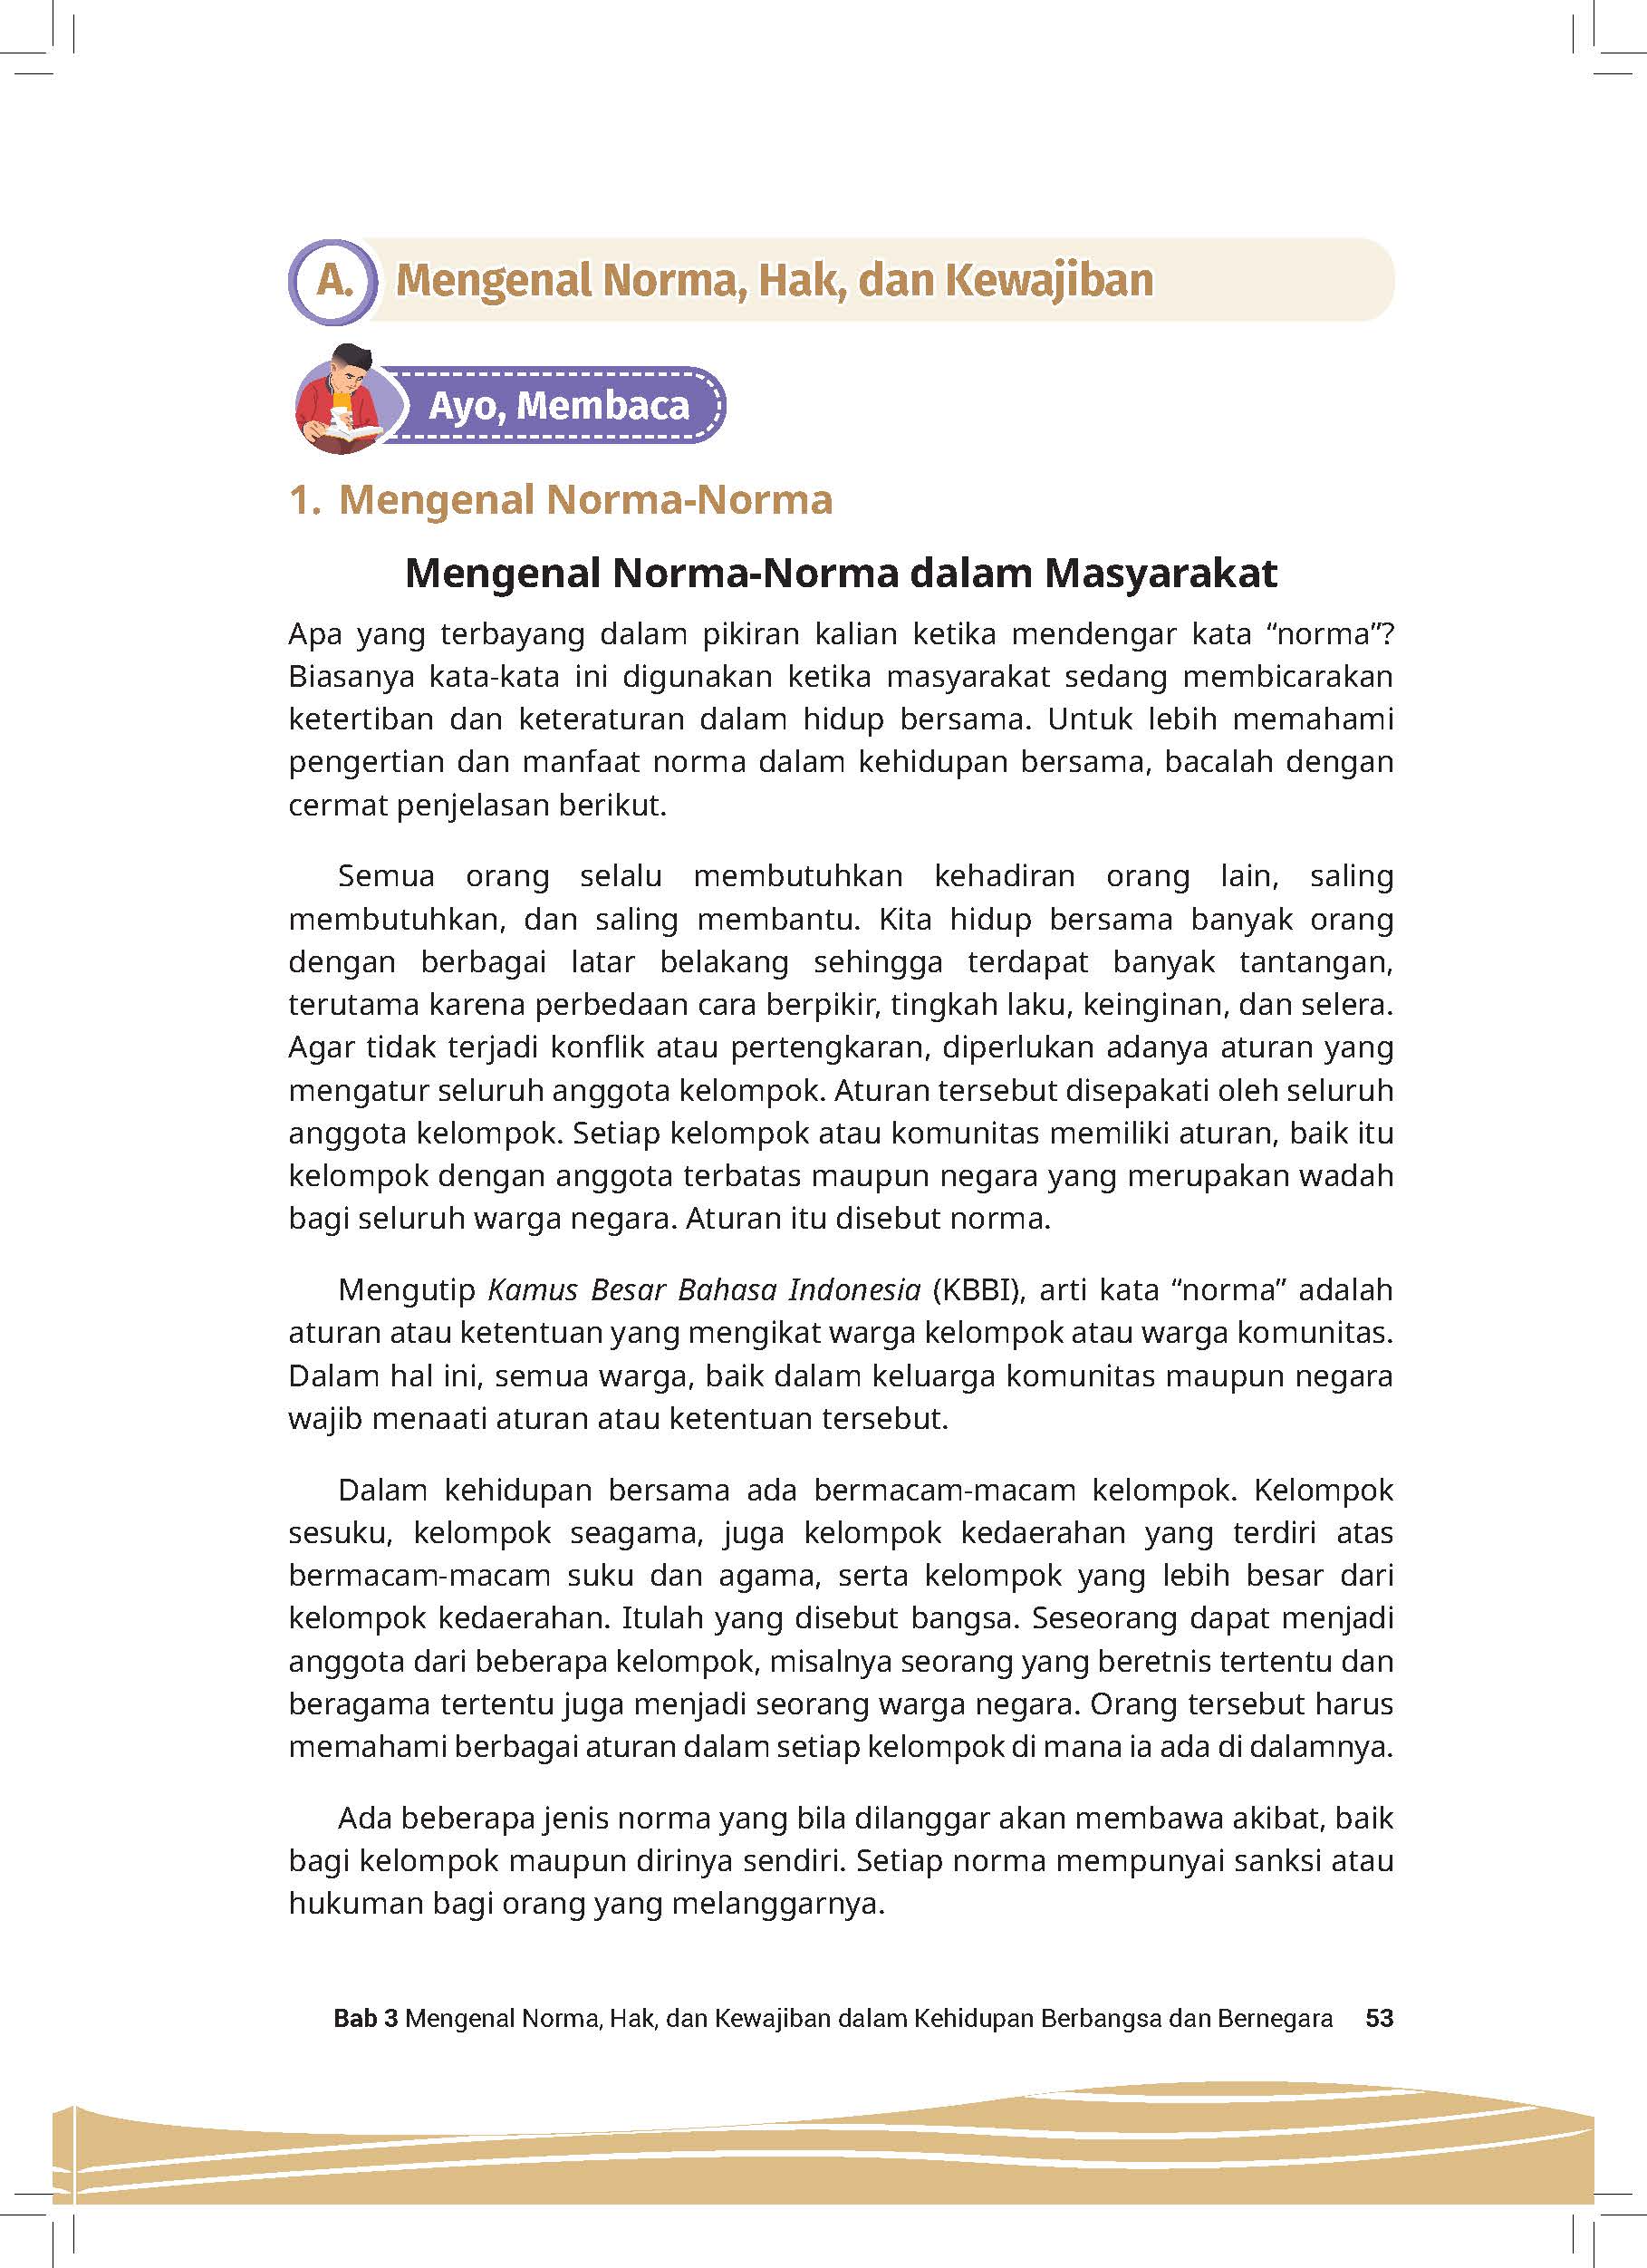 A. Mengenal Norma, Hak, dan Kewajiban
Ayo, Membaca
1. Mengenal Norma-Norma
Mengenal Norma-Norma dalam Masyarakat
Apa yang terbayang dalam pikiran kalian ketika mendengar kata “norma”?
Biasanya kata-kata ini digunakan ketika masyarakat sedang membicarakan
ketertiban dan keteraturan dalam hidup bersama. Untuk lebih memahami
pengertian dan manfaat norma dalam kehidupan bersama, bacalah dengan
cermat penjelasan berikut.
Semua orang selalu membutuhkan kehadiran orang lain, saling
membutuhkan, dan saling membantu. Kita hidup bersama banyak orang
dengan berbagai latar belakang sehingga terdapat banyak tantangan,
terutama karena perbedaan cara berpikir, tingkah laku, keinginan, dan selera.
Agar tidak terjadi konflik atau pertengkaran, diperlukan adanya aturan yang
mengatur seluruh anggota kelompok. Aturan tersebut disepakati oleh seluruh
anggota kelompok. Setiap kelompok atau komunitas memiliki aturan, baik itu
kelompok dengan anggota terbatas maupun negara yang merupakan wadah
bagi seluruh warga negara. Aturan itu disebut norma.
Mengutip Kamus Besar Bahasa Indonesia (KBBI), arti kata “norma” adalah
aturan atau ketentuan yang mengikat warga kelompok atau warga komunitas.
Dalam hal ini, semua warga, baik dalam keluarga komunitas maupun negara
wajib menaati aturan atau ketentuan tersebut.
Dalam kehidupan bersama ada bermacam-macam kelompok. Kelompok
sesuku, kelompok seagama, juga kelompok kedaerahan yang terdiri atas
bermacam-macam suku dan agama, serta kelompok yang lebih besar dari
kelompok kedaerahan. Itulah yang disebut bangsa. Seseorang dapat menjadi
anggota dari beberapa kelompok, misalnya seorang yang beretnis tertentu dan
beragama tertentu juga menjadi seorang warga negara. Orang tersebut harus
memahami berbagai aturan dalam setiap kelompok di mana ia ada di dalamnya.
Ada beberapa jenis norma yang bila dilanggar akan membawa akibat, baik
bagi kelompok maupun dirinya sendiri. Setiap norma mempunyai sanksi atau
hukuman bagi orang yang melanggarnya.
Bab 3 Mengenal Norma, Hak, dan Kewajiban dalam Kehidupan Berbangsa dan Bernegara 53